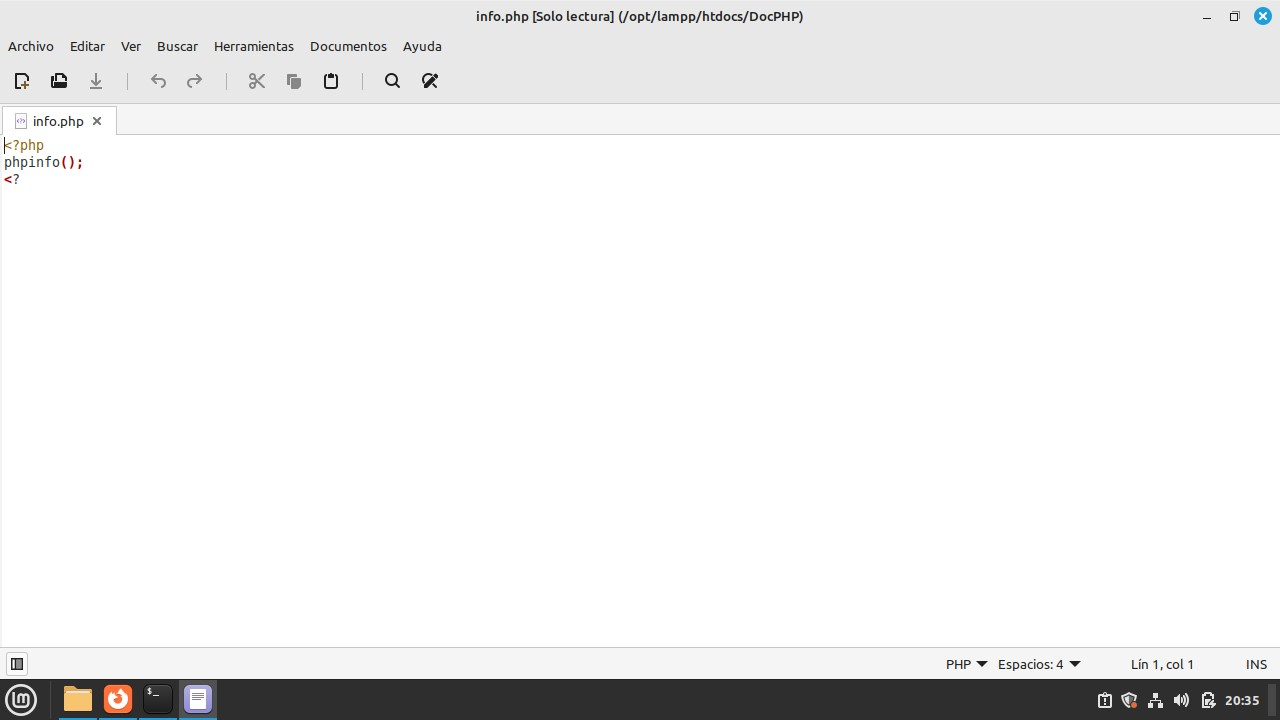 info.php [Solo lectura] (/opt/lampp/htdocs/DocPHP)
Archivo Editar Ver Buscar Herramientas Documentos Ayuda
info.php
<?php
phpinfo();
<?
PHP Espacios: 4 Lín 1, col 1 INS
lm $_ 20:35